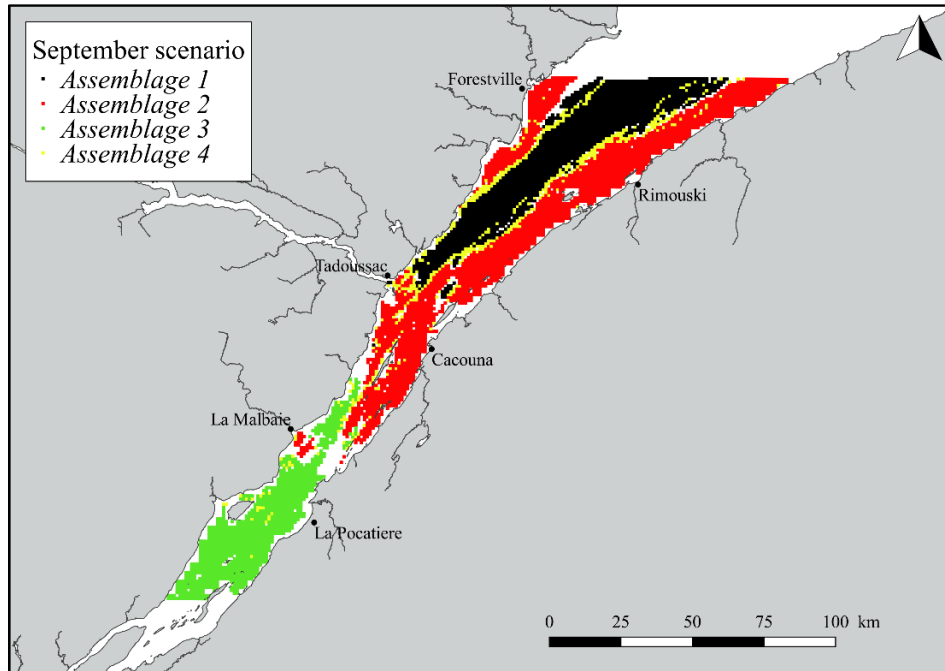 September scenario
Assemblage 1
Assemblage 2
Assemblage 3
Assemblage 4
Forestville
Rimouski
Tadoussac
Cacouna
La Malbaie
La Pocatiere
0 25 50 75 100 km